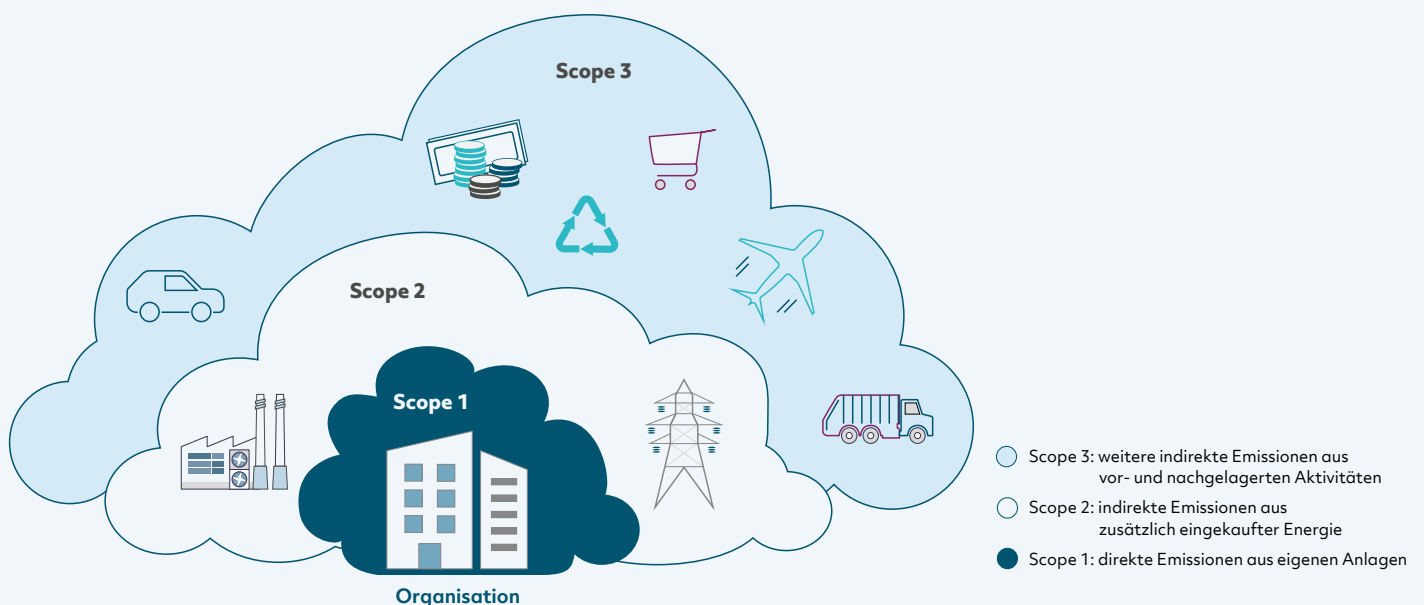 Scope 3
Scope 2
Scope 1
Organisation
Scope 3: weitere indirekte Emissionen aus
vor- und nachgelagerten Aktivitäten
Scope 2: indirekte Emissionen aus
zusätzlich eingekaufter Energie
Scope 1: direkte Emissionen aus eigenen Anlagen